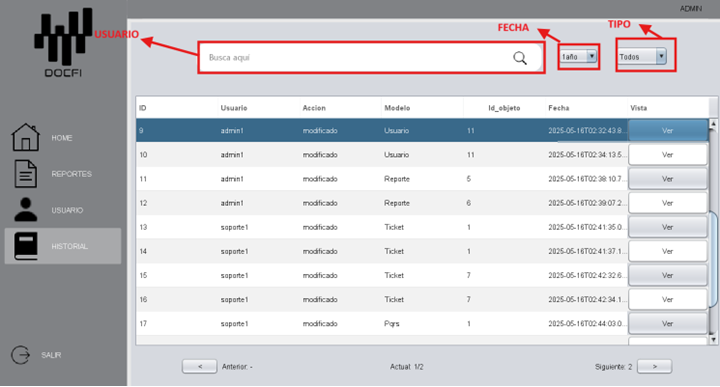 ADMIN
USUARIO
FECHA
TIPO
DOCFI
Busca aqui
1año
Todos
ID Usuario Accion Modelo Id_objeto Fecha Vista
9 admin1 modificado Usuario 11 2025-05-16T02:32:43.8... Ver
10 admin1 modificado Usuario 11 2025-05-16T02:34:13.5... Ver
11 admin1 modificado Reporte 5 2025-05-16T02:38:10.7... Ver
12 admin1 modificado Reporte 6 2025-05-16T02:39:07.2... Ver
13 soporte1 modificado Ticket 1 2025-05-16T02:41:35.0... Ver
14 soporte1 modificado Ticket 1 2025-05-16T02:41:37.1... Ver
15 soporte1 modificado Ticket 7 2025-05-16T02:42:32.6... Ver
16 soporte1 modificado Ticket 7 2025-05-16T02:42:34.1... Ver
17 soporte1 modificado Pqrs 1 2025-05-16T02:44:03.0... Ver
HOME
REPORTES
USUARIO
HISTORIAL
SALIR
< Anterior: - Actual: 1/2 Siguiente: 2 >